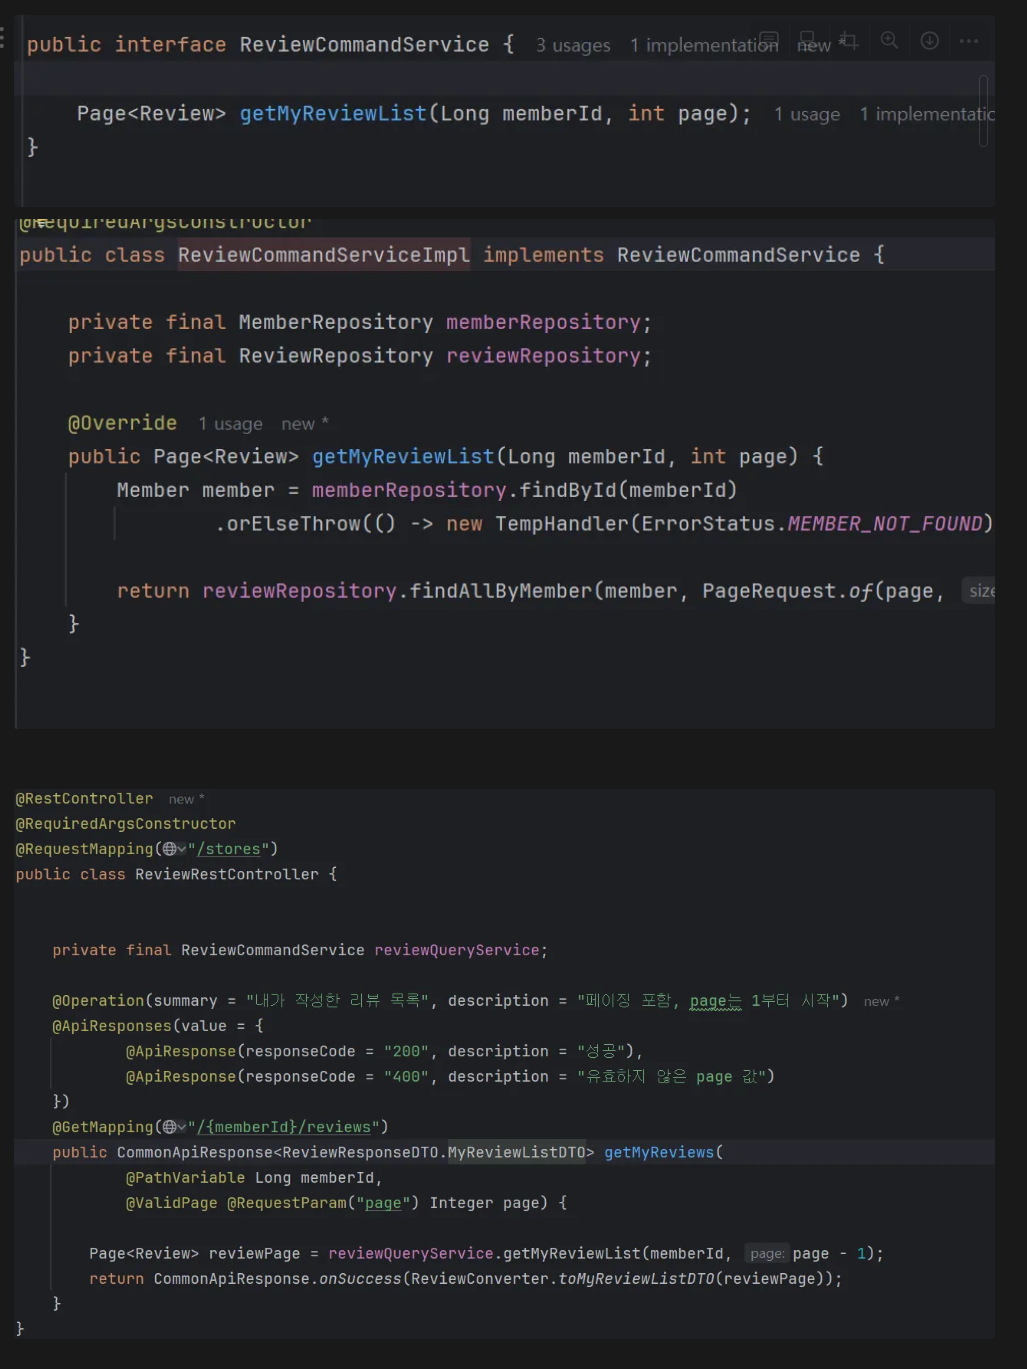 public interface ReviewCommandService { 3 usages 1 implementation new *
Page<Review> getMyReviewList(Long memberId, int page); 1 usage 1 implementatic
}
@RequiredArgsConstructor
public class ReviewCommandServiceImpl implements ReviewCommandService {
private final MemberRepository memberRepository;
private final ReviewRepository reviewRepository;
@Override 1 usage new *
public Page<Review> getMyReviewList(Long memberId, int page) {
Member member = memberRepository.findById(memberId)
.orElseThrow(() -> new TempHandler(ErrorStatus.MEMBER_NOT_FOUND)
return reviewRepository.findAllByMember(member, PageRequest.of(page, size
}
}
@RestController new *
@RequiredArgsConstructor
@RequestMapping("/stores")
public class ReviewRestController {
private final ReviewCommandService reviewQueryService;
@Operation(summary = "내가 작성한 리뷰 목록", description = "페이징 포함, page는 1부터 시작") new *
@ApiResponses(value = {
@ApiResponse(responseCode = "200", description = "성공"),
@ApiResponse(responseCode = "400", description = "유효하지 않은 page 값")
})
@GetMapping("/{memberId}/reviews")
public CommonApiResponse<ReviewResponseDTO.MyReviewListDTO> getMyReviews(
@PathVariable Long memberId,
@ValidPage @RequestParam("page") Integer page) {
Page<Review> reviewPage = reviewQueryService.getMyReviewList(memberId, page: page - 1);
return CommonApiResponse.onSuccess(ReviewConverter.toMyReviewListDTO(reviewPage));
}
}